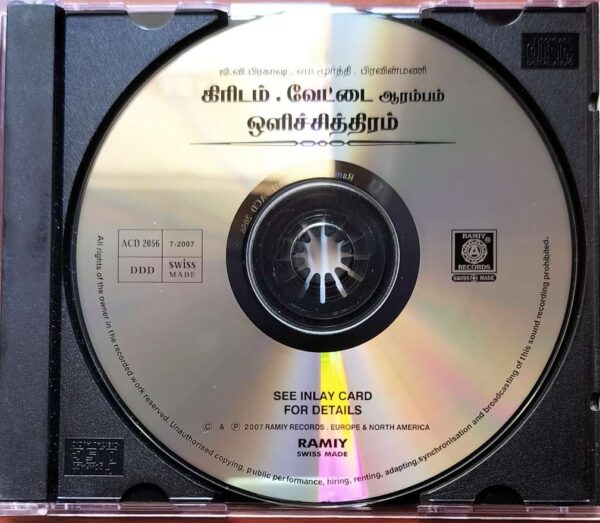 ஜி.வி.பிரகாஷ . எம்.மூர்த்தி . பிரவின்மணி
கிரிடம் . வேட்டை ஆரம்பம்
ஒளிச்சித்திரம்
ACD 2056
7-2007
DDD
SWISS MADE
RAMIY
RECORDS
SWISS MADE
SEE INLAY CARD
FOR DETAILS
© & ℗ 2007 RAMIY RECORDS . EUROPE & NORTH AMERICA
RAMIY
SWISS MADE
All rights of the owner in the recorded work reserved. Unauthorised copying, public performance, hiring, renting, adapting,synchronisation and broadcasting of this sound recording prohibited.